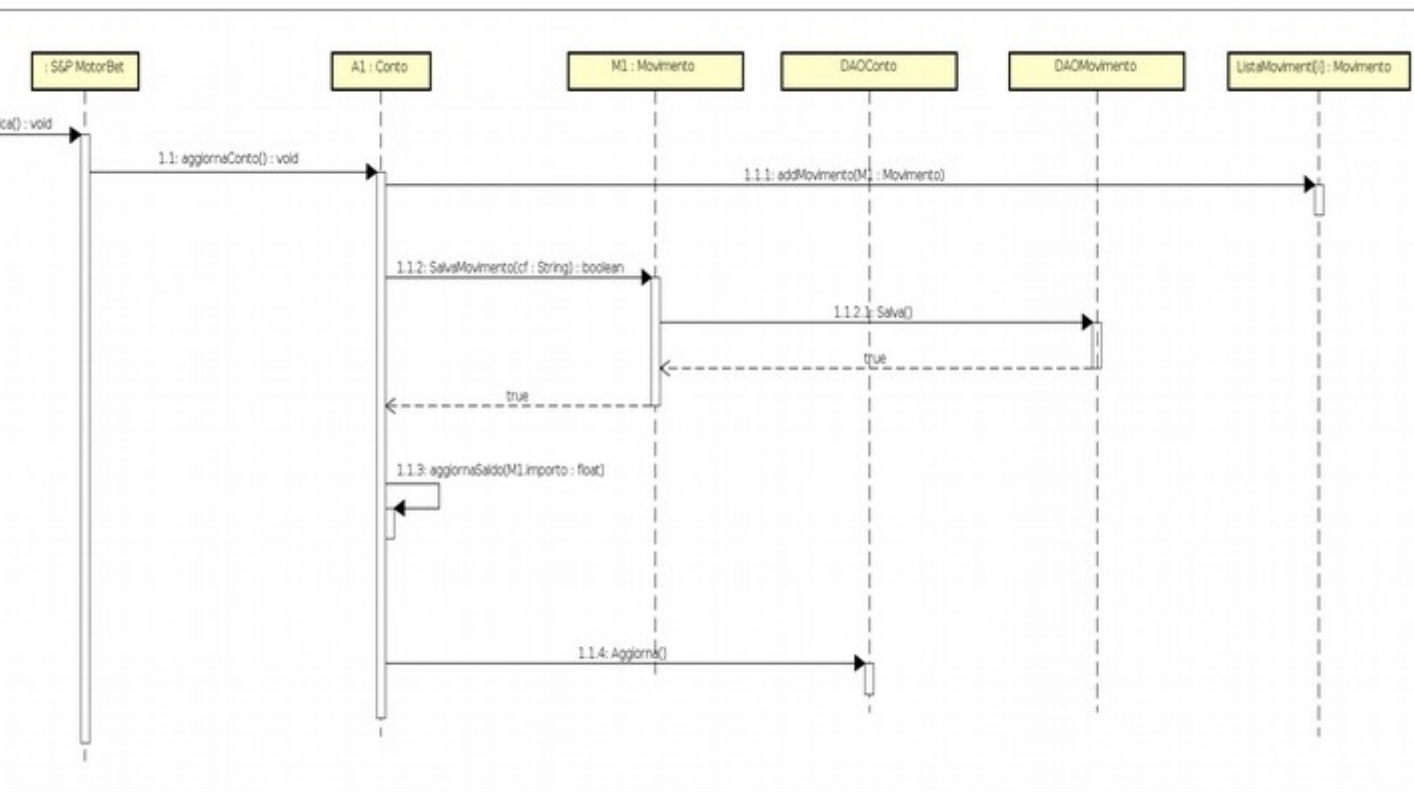 : S&P MotorBet
A1 : Conto
M1 : Movimento
DAOConto
DAOMovimento
ListaMovimenti[i] : Movimento
ica() : void
1.1: aggiornaConto() : void
1.1.1: addMovimento(M1 : Movimento)
1.1.2: SalvaMovimento(cf : String) : boolean
1.1.2.1: Salva()
true
true
1.1.3: aggiornaSaldo(M1.importo : float)
1.1.4: Aggiorna()